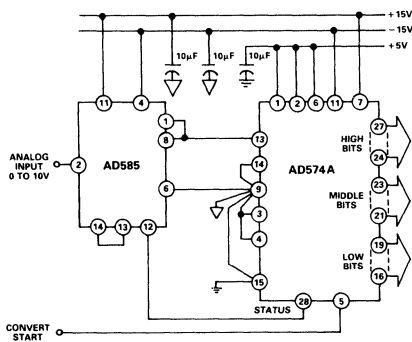 +15V
−15V
+5V
10μF 10μF 10μF
11 4 1 2 6 11 7
1
8 13 27
HIGH BITS
14 24
ANALOG INPUT 0 TO 10V
2 AD585 AD574A
23
MIDDLE BITS
6 9 21
3
4
19
LOW BITS
14 13 12 15 16
STATUS 28 5
CONVERT START